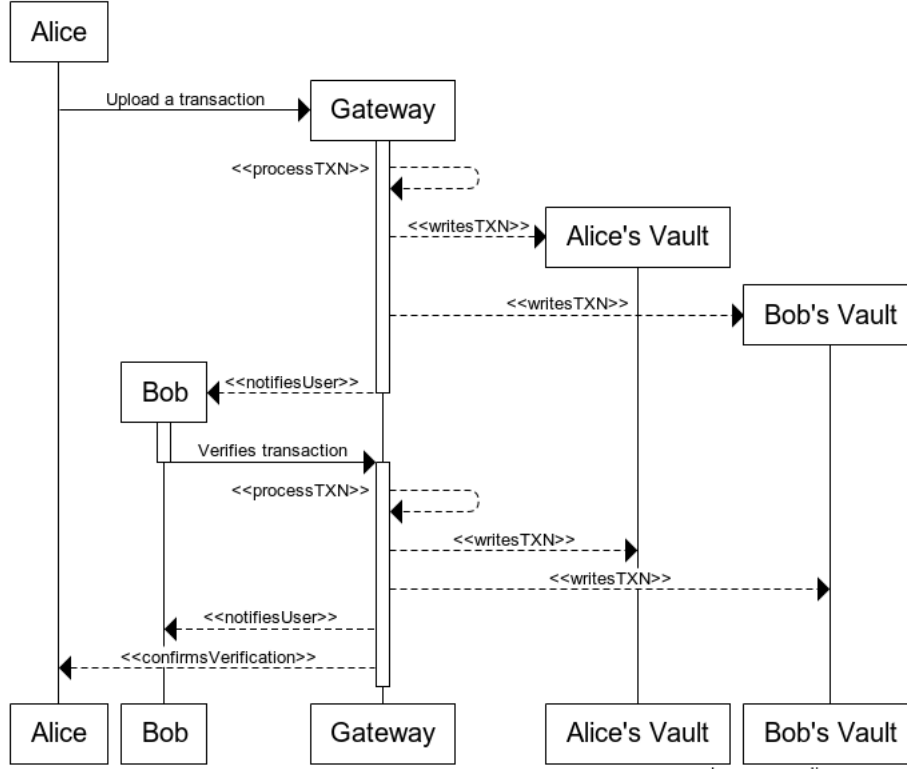 Alice
Upload a transaction
Gateway
<<processTXN>>
<<writesTXN>>
Alice's Vault
<<writesTXN>>
Bob's Vault
Bob
<<notifiesUser>>
Verifies transaction
<<processTXN>>
<<writesTXN>>
<<writesTXN>>
<<notifiesUser>>
<<confirmsVerification>>
Alice
Bob
Gateway
Alice's Vault
Bob's Vault